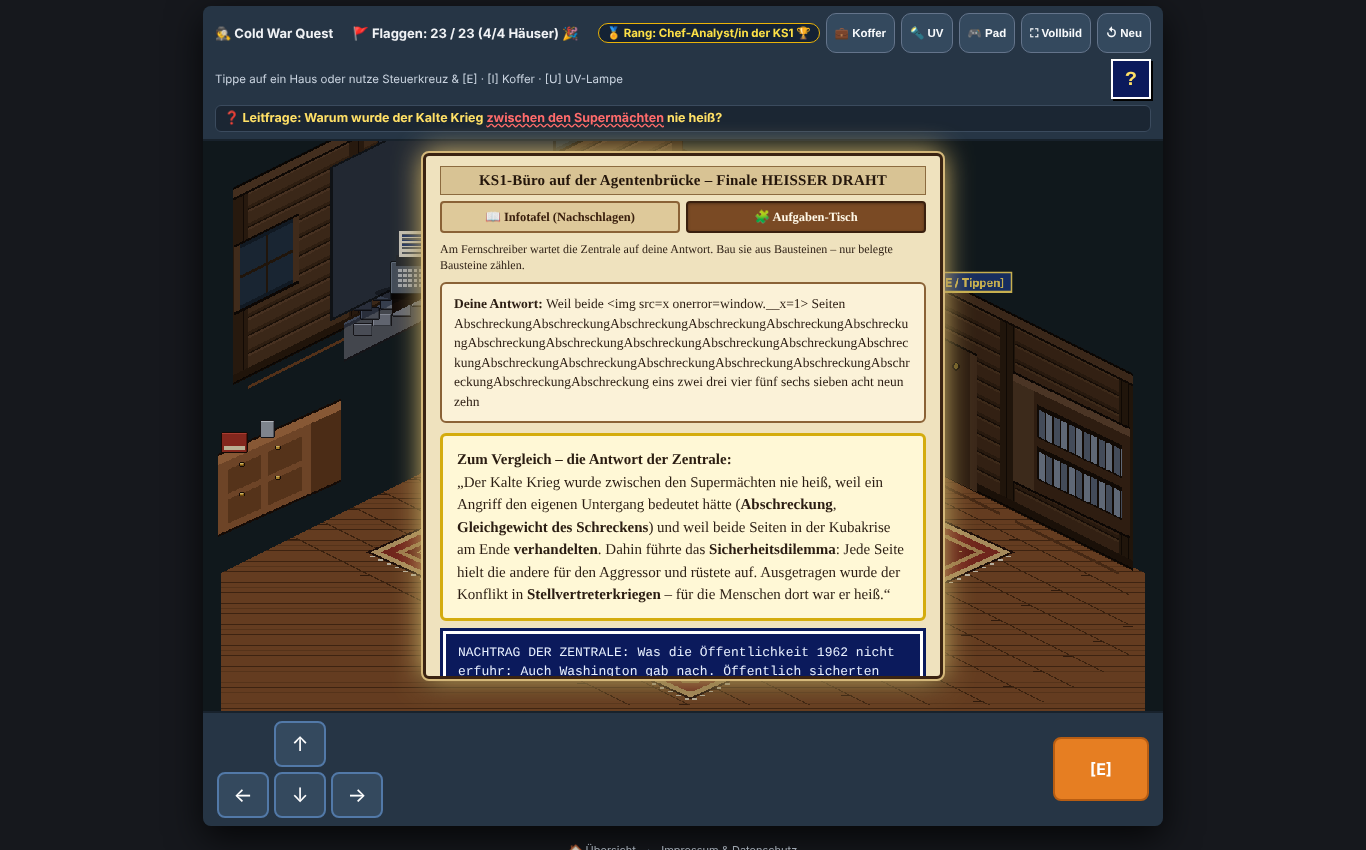 🕵️ Cold War Quest 🚩 Flaggen: 23 / 23 (4/4 Häuser) 🎉 🏅 Rang: Chef-Analyst/in der KS1 🏆 💼 Koffer 🔦 UV 🎮 Pad ⛶ Vollbild ↺ Neu
Tippe auf ein Haus oder nutze Steuerkreuz & [E] · [I] Koffer · [U] UV-Lampe ?
❓ Leitfrage: Warum wurde der Kalte Krieg zwischen den Supermächten nie heiß?
KS1-Büro auf der Agentenbrücke – Finale HEISSER DRAHT
📖 Infotafel (Nachschlagen) 🧩 Aufgaben-Tisch
Am Fernschreiber wartet die Zentrale auf deine Antwort. Bau sie aus Bausteinen – nur belegte
Bausteine zählen.
E / Tippen]
Deine Antwort: Weil beide <img src=x onerror=window.__x=1> Seiten
AbschreckungAbschreckungAbschreckungAbschreckungAbschreckungAbschrecku
ngAbschreckungAbschreckungAbschreckungAbschreckungAbschreckungAbschrec
kungAbschreckungAbschreckungAbschreckungAbschreckungAbschreckungAbschr
eckungAbschreckungAbschreckung eins zwei drei vier fünf sechs sieben acht neun
zehn
Zum Vergleich – die Antwort der Zentrale:
„Der Kalte Krieg wurde zwischen den Supermächten nie heiß, weil ein
Angriff den eigenen Untergang bedeutet hätte (Abschreckung,
Gleichgewicht des Schreckens) und weil beide Seiten in der Kubakrise
am Ende verhandelten. Dahin führte das Sicherheitsdilemma: Jede Seite
hielt die andere für den Aggressor und rüstete auf. Ausgetragen wurde der
Konflikt in Stellvertreterkriegen – für die Menschen dort war er heiß.“
NACHTRAG DER ZENTRALE: Was die Öffentlichkeit 1962 nicht
erfuhr: Auch Washington gab nach. Öffentlich sicherten
↑
← ↓ →
[E]
🏠 Übersicht · Impressum & Datenschutz